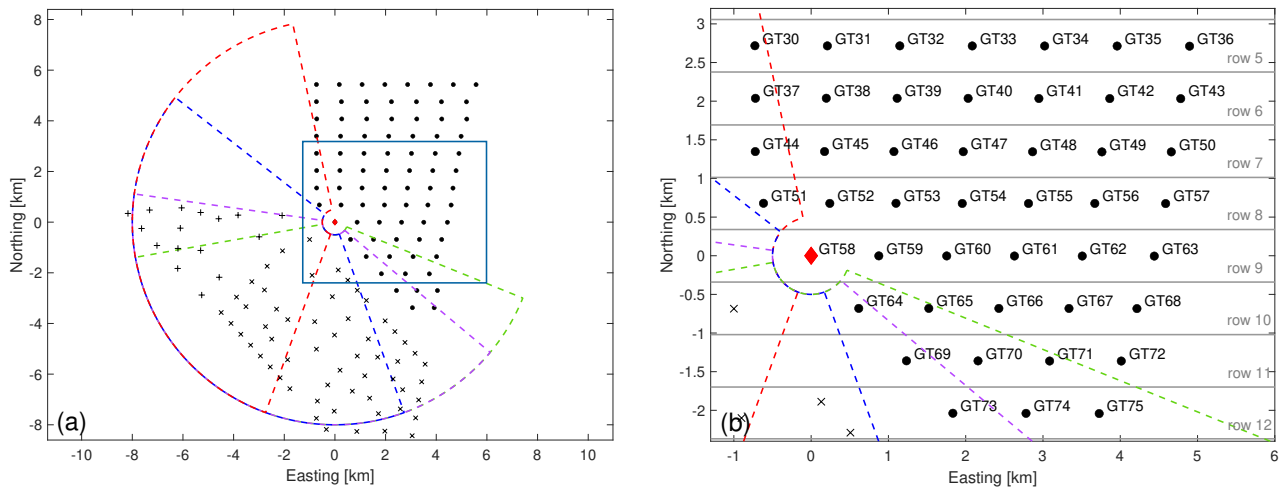 8
6
4
2
0
-2
-4
-6
-8
Northing [km]
(a)
-10 -8 -6 -4 -2 0 2 4 6 8 10
Easting [km]
3
2.5
2
1.5
1
0.5
0
-0.5
-1
-1.5
-2
Northing [km]
GT30 GT31 GT32 GT33 GT34 GT35 GT36
row 5
GT37 GT38 GT39 GT40 GT41 GT42 GT43
row 6
GT44 GT45 GT46 GT47 GT48 GT49 GT50
row 7
GT51 GT52 GT53 GT54 GT55 GT56 GT57
row 8
GT58 GT59 GT60 GT61 GT62 GT63
row 9
GT64 GT65 GT66 GT67 GT68
row 10
GT69 GT70 GT71 GT72
row 11
GT73 GT74 GT75
row 12
(b)
-1 0 1 2 3 4 5 6
Easting [km]